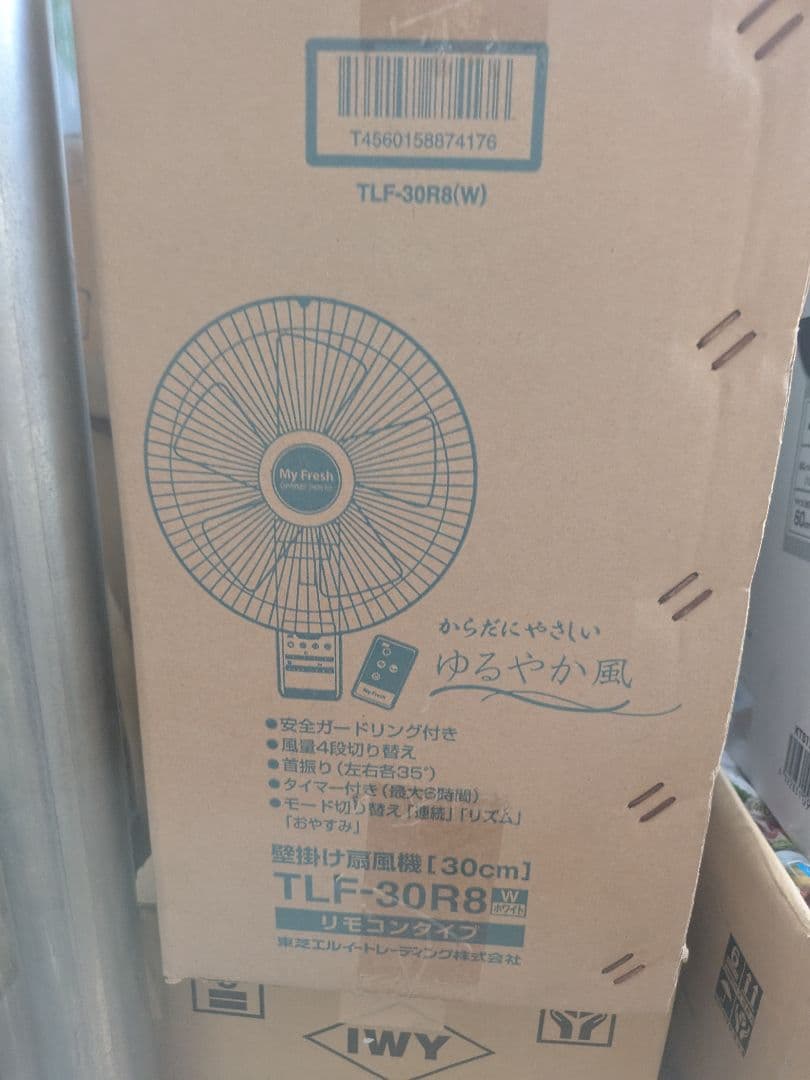 T4560158874176
TLF-30R8(W)
My Fresh
からだにやさしい
ゆるやか風
My Fresh
●安全ガードリング付き
●風量4段切り替え
●首振り(左右各35°)
●タイマー付き(最大6時間)
●モード切り替え「連続」「リズム」
「おやすみ」
壁掛け扇風機[30cm]
TLF-30R8 W ホワイト
リモコンタイプ
東芝エルイートレーディング株式会社
IWY